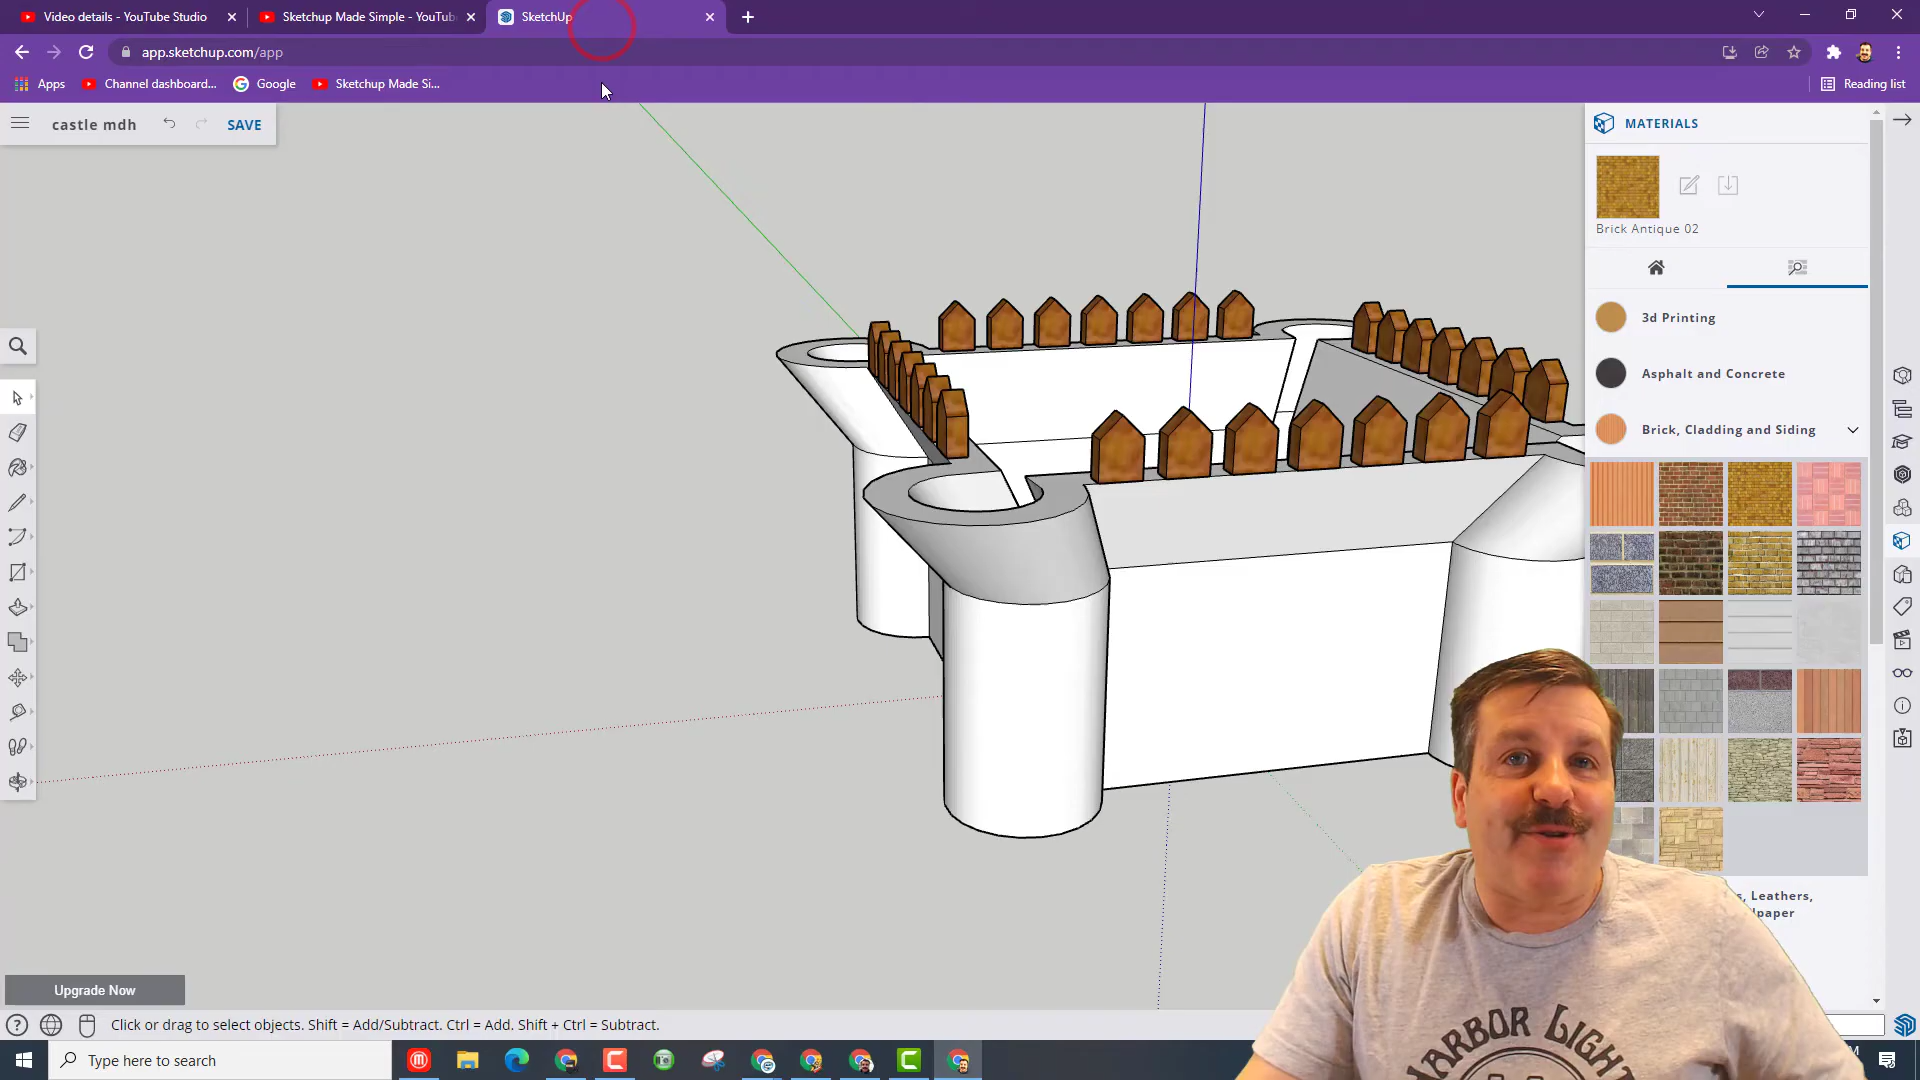 Video details - YouTube Studio
Sketchup Made Simple - YouTub
SketchUp
app.sketchup.com/app
Apps
Channel dashboard...
Google
Sketchup Made Si...
Reading list
castle mdh
SAVE
MATERIALS
Brick Antique 02
3d Printing
Asphalt and Concrete
Brick, Cladding and Siding
Leathers,
Upgrade Now
Click or drag to select objects. Shift = Add/Subtract. Ctrl = Add. Shift + Ctrl = Subtract.
Type here to search
HARBOR LIGH